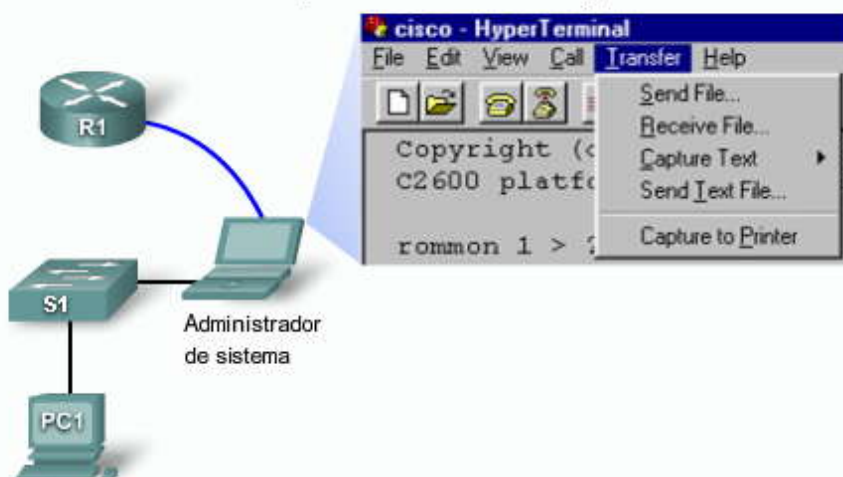 cisco - HyperTerminal
File Edit View Call Transfer Help
Send File...
Receive File...
Capture Text
Send Text File...
Capture to Printer
Copyright (
C2600
rommon 1 >
R1
S1
Administrador
de sistema
PC1